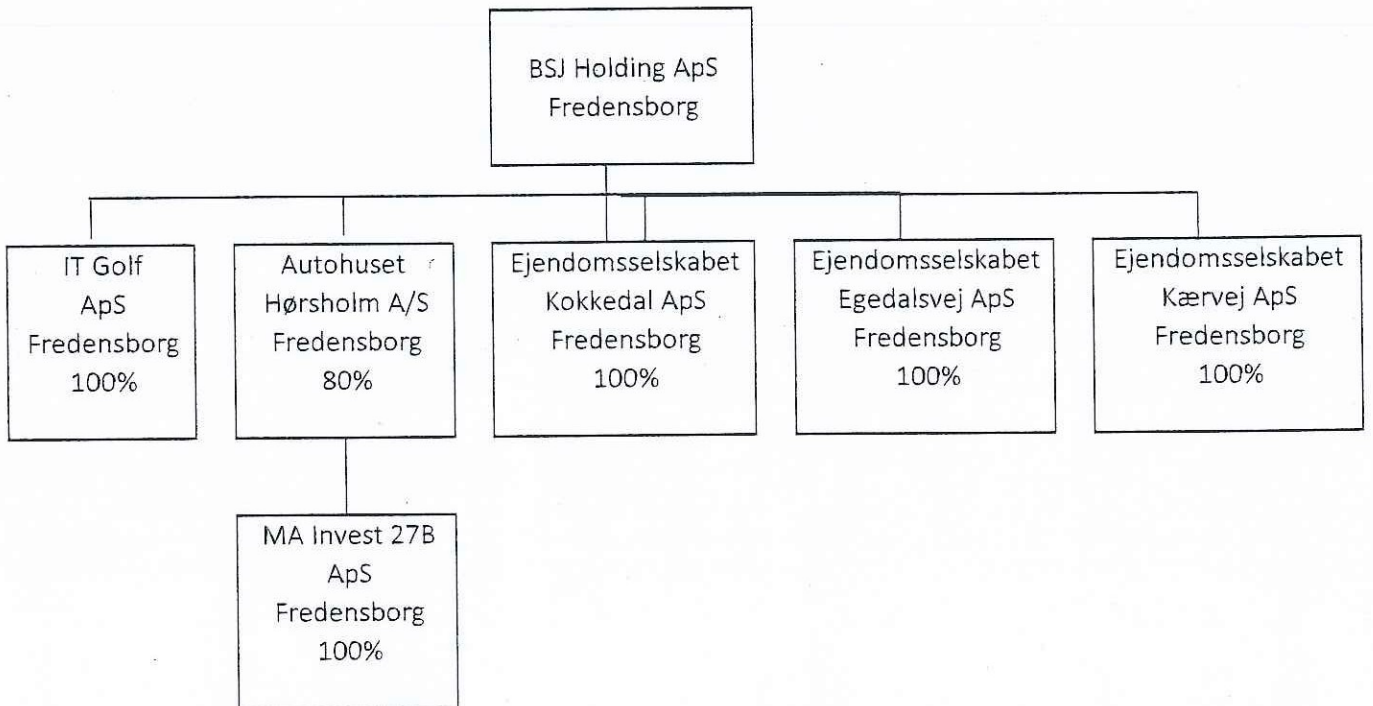 BSJ Holding ApS
Fredensborg
IT Golf
ApS
Fredensborg
100%
Autohuset
Hørsholm A/S
Fredensborg
80%
Ejendomsselskabet
Kokkedal ApS
Fredensborg
100%
Ejendomsselskabet
Egedalsvej ApS
Fredensborg
100%
Ejendomsselskabet
Kærvej ApS
Fredensborg
100%
MA Invest 27B
ApS
Fredensborg
100%